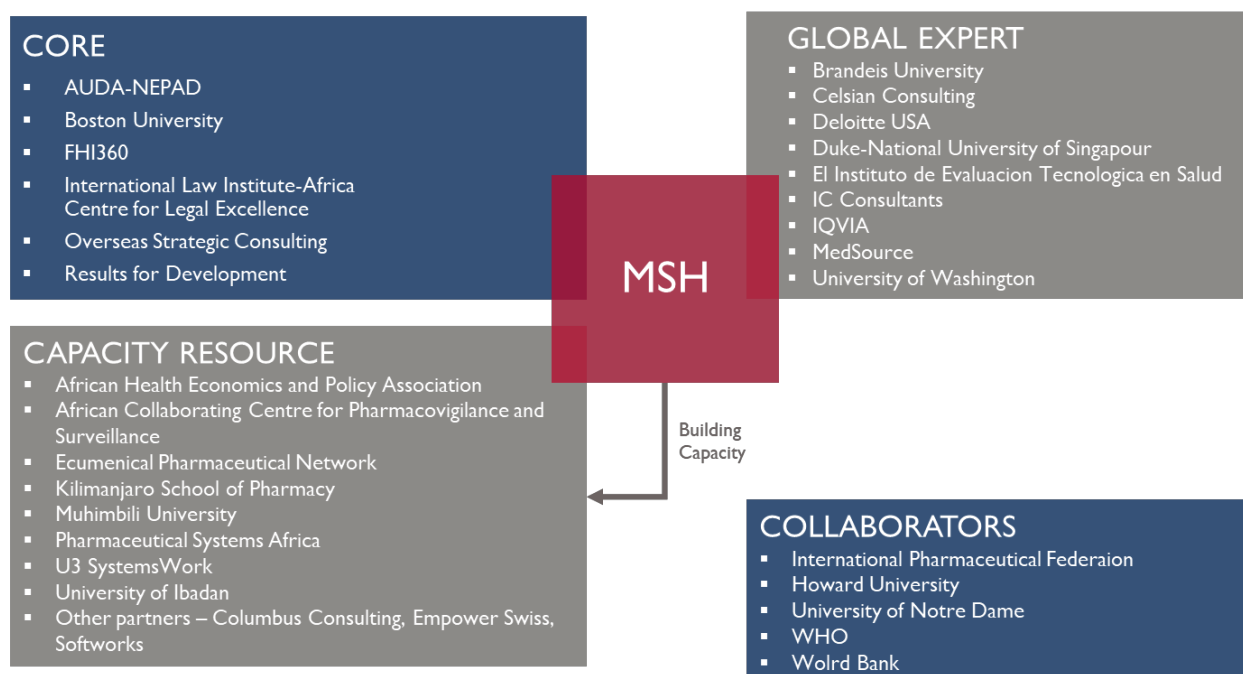 CORE
▪ AUDA-NEPAD
▪ Boston University
▪ FHI360
▪ International Law Institute-Africa
Centre for Legal Excellence
▪ Overseas Strategic Consulting
▪ Results for Development
GLOBAL EXPERT
▪ Brandeis University
▪ Celsian Consulting
▪ Deloitte USA
▪ Duke-National University of Singapour
▪ El Instituto de Evaluacion Tecnologica en Salud
▪ IC Consultants
▪ IQVIA
▪ MedSource
▪ University of Washington
MSH
CAPACITY RESOURCE
▪ African Health Economics and Policy Association
▪ African Collaborating Centre for Pharmacovigilance and
Surveillance
▪ Ecumenical Pharmaceutical Network
▪ Kilimanjaro School of Pharmacy
▪ Muhimbili University
▪ Pharmaceutical Systems Africa
▪ U3 SystemsWork
▪ University of Ibadan
▪ Other partners – Columbus Consulting, Empower Swiss,
Softworks
Building
Capacity
COLLABORATORS
▪ International Pharmaceutical Federaion
▪ Howard University
▪ University of Notre Dame
▪ WHO
▪ Wolrd Bank